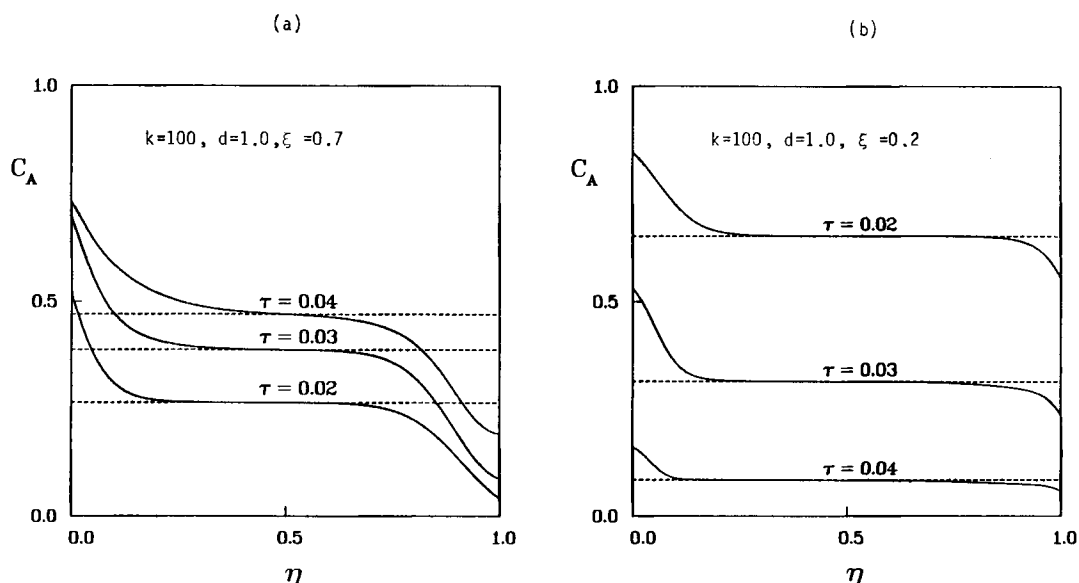 (a)
1.0
k=100, d=1.0, ξ =0.7
C_A
0.5
τ = 0.04
τ = 0.03
τ = 0.02
0.0
0.0 0.5 1.0
η
(b)
1.0
k=100, d=1.0, ξ =0.2
C_A
τ = 0.02
0.5
τ = 0.03
τ = 0.04
0.0
0.0 0.5 1.0
η